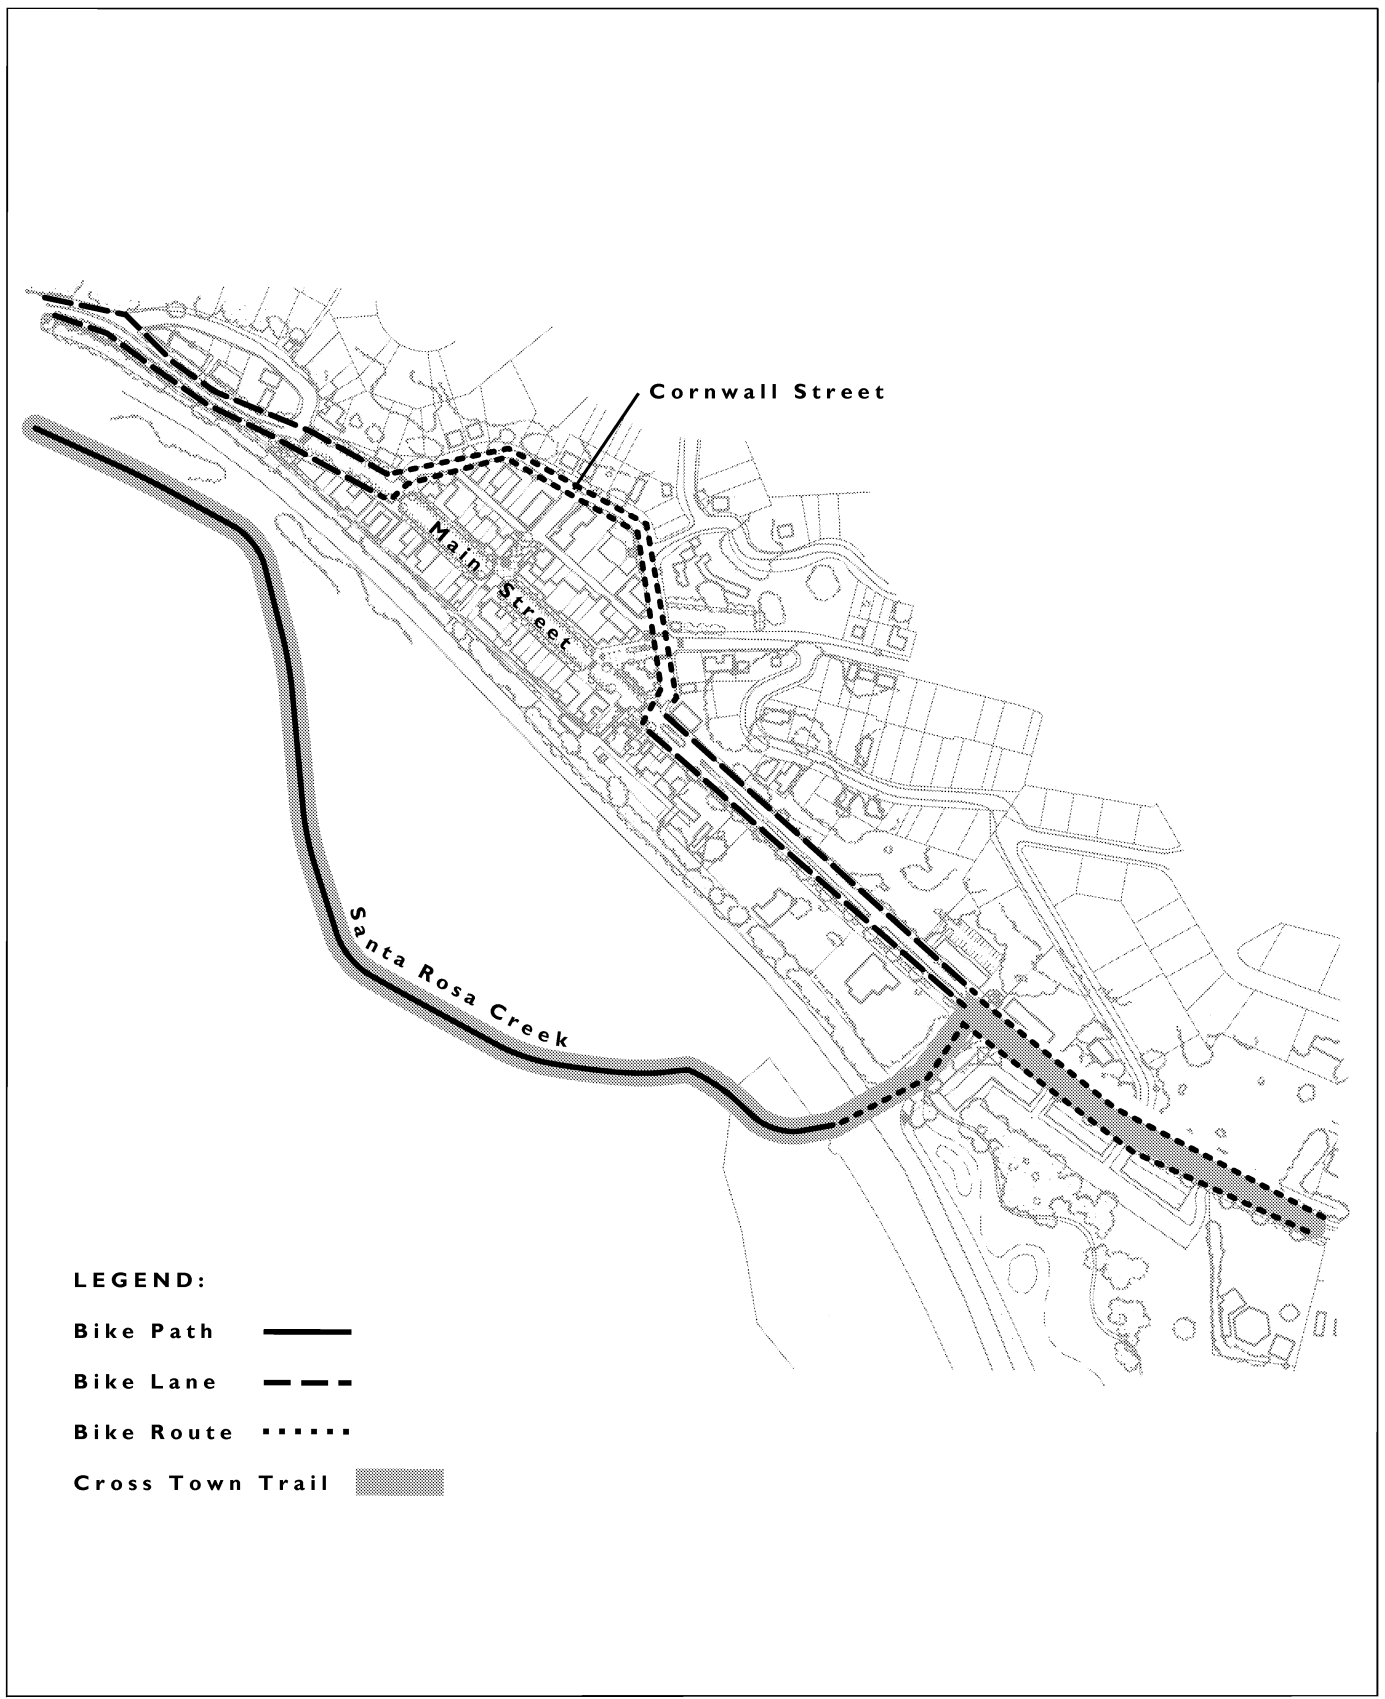 Cornwall Street
Main Street
Santa Rosa Creek
LEGEND:
Bike Path
Bike Lane
Bike Route
Cross Town Trail